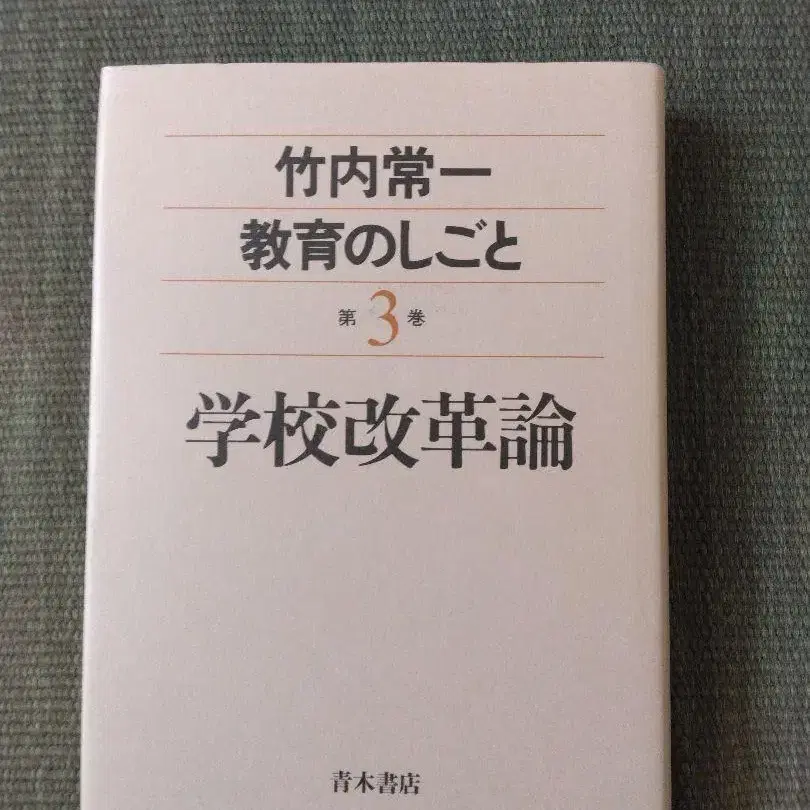 竹内常一
教育のしごと
第3巻
学校改革論
青木書店